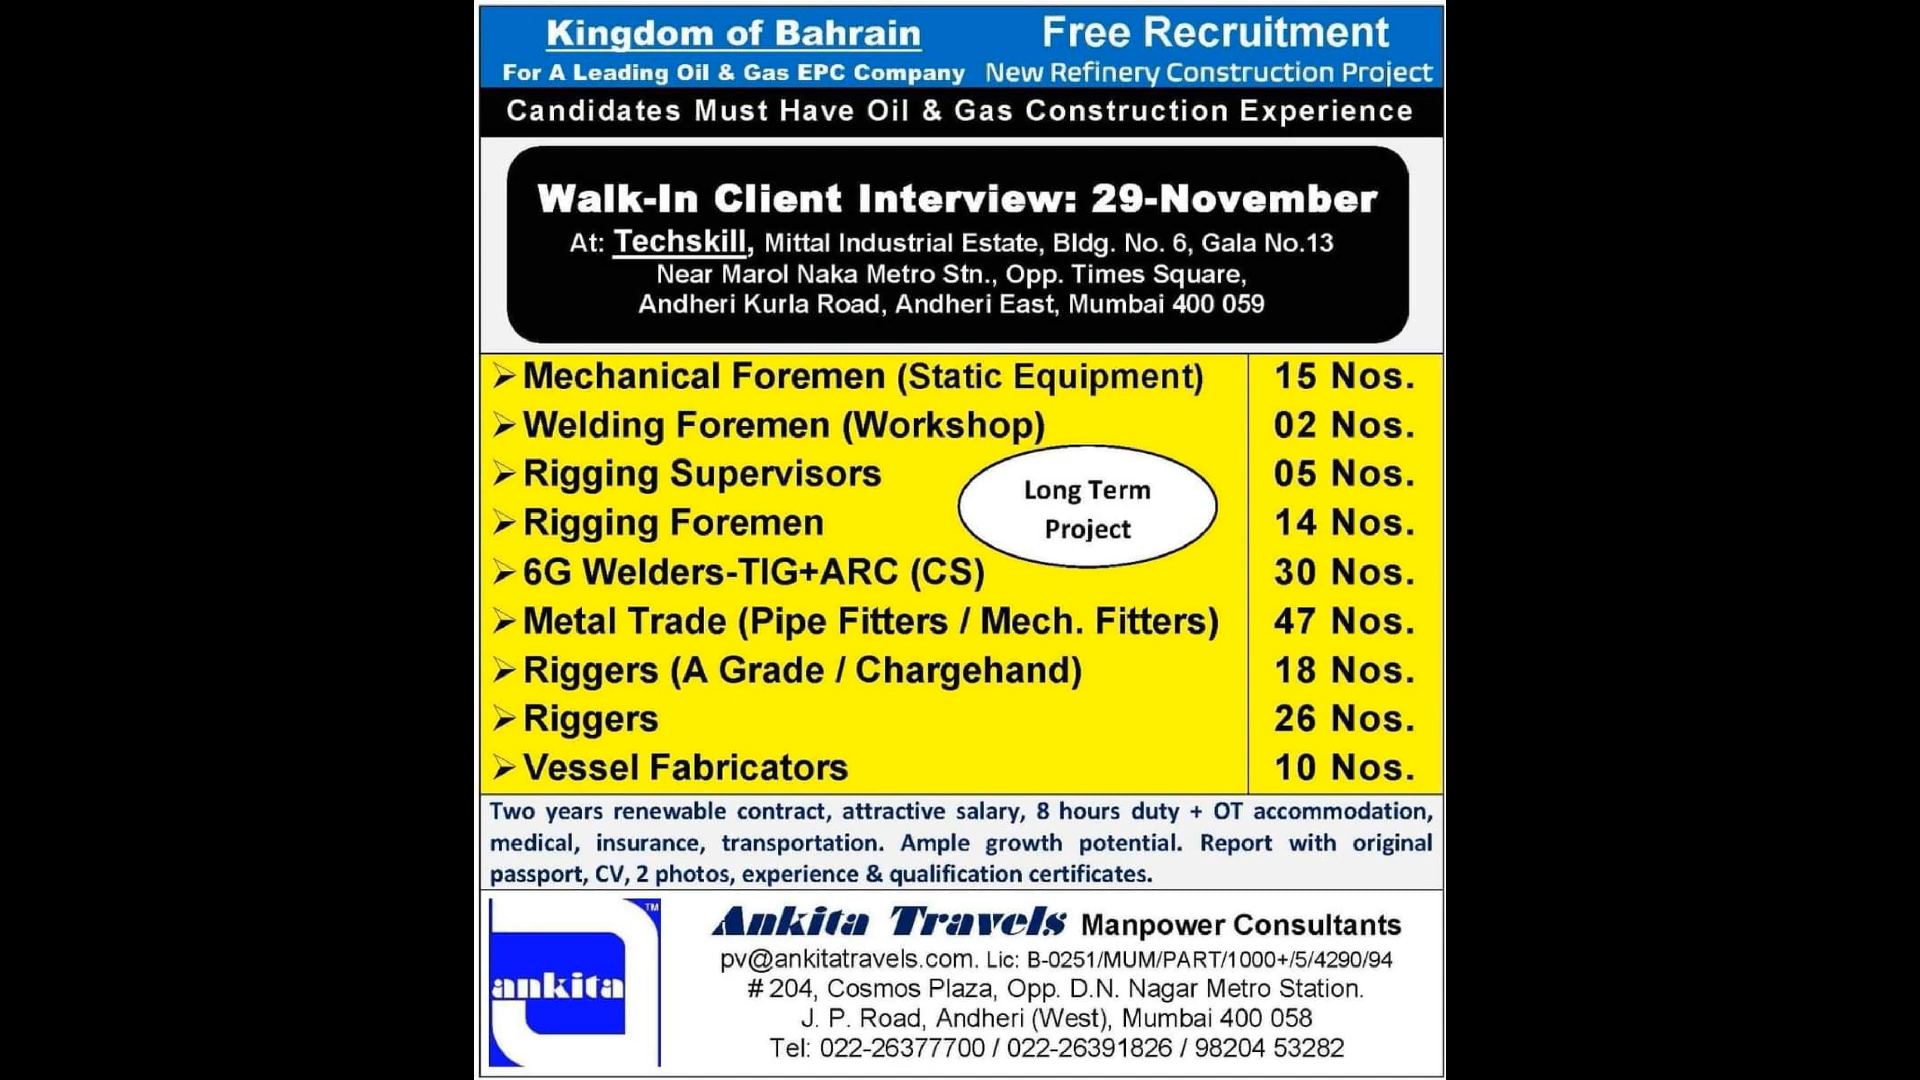 Kingdom of Bahrain
For A Leading Oil & Gas EPC Company
Free Recruitment
New Refinery Construction Project
Candidates Must Have Oil & Gas Construction Experience
Walk-In Client Interview: 29-November
At: Techskill, Mittal Industrial Estate, Bldg. No. 6, Gala No.13
Near Marol Naka Metro Stn., Opp. Times Square,
Andheri Kurla Road, Andheri East, Mumbai 400 059
➢ Mechanical Foremen (Static Equipment) 15 Nos.
➢ Welding Foremen (Workshop) 02 Nos.
➢ Rigging Supervisors 05 Nos.
➢ Rigging Foremen 14 Nos.
➢ 6G Welders-TIG+ARC (CS) 30 Nos.
➢ Metal Trade (Pipe Fitters / Mech. Fitters) 47 Nos.
➢ Riggers (A Grade / Chargehand) 18 Nos.
➢ Riggers 26 Nos.
➢ Vessel Fabricators 10 Nos.
Long Term
Project
Two years renewable contract, attractive salary, 8 hours duty + OT accommodation,
medical, insurance, transportation. Ample growth potential. Report with original
passport, CV, 2 photos, experience & qualification certificates.
TM
ankita
Ankita Travels Manpower Consultants
pv@ankitatravels.com. Lic: B-0251/MUM/PART/1000+/5/4290/94
# 204, Cosmos Plaza, Opp. D.N. Nagar Metro Station.
J. P. Road, Andheri (West), Mumbai 400 058
Tel: 022-26377700 / 022-26391826 / 98204 53282